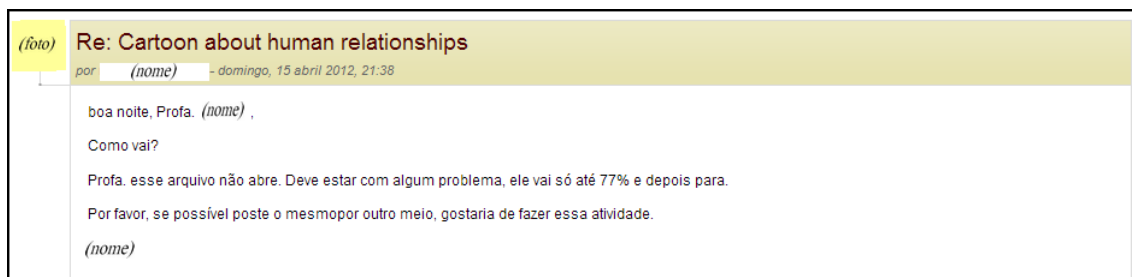 (foto)
Re: Cartoon about human relationships
por (nome) - domingo, 15 abril 2012, 21:38
boa noite, Profa. (nome) ,
Como vai?
Profa. esse arquivo não abre. Deve estar com algum problema, ele vai só até 77% e depois para.
Por favor, se possível poste o mesmopor outro meio, gostaria de fazer essa atividade.
(nome)